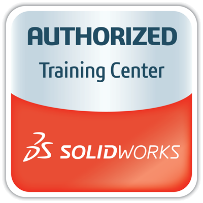 AUTHORIZED
Training Center
SOLIDWORKS